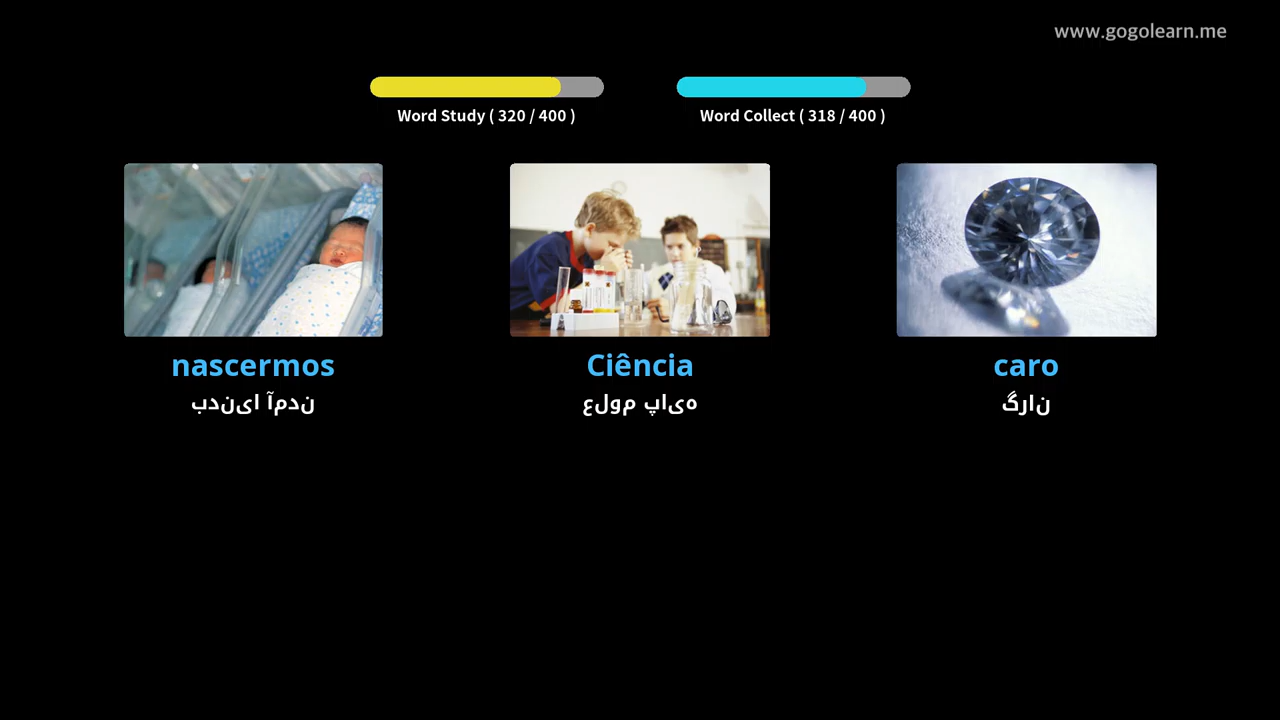 www.gogolearn.me
Word Study ( 320 / 400 )
Word Collect ( 318 / 400 )
nascermos
Ciência
caro
بدنیا آمدن
علوم پایه
گران